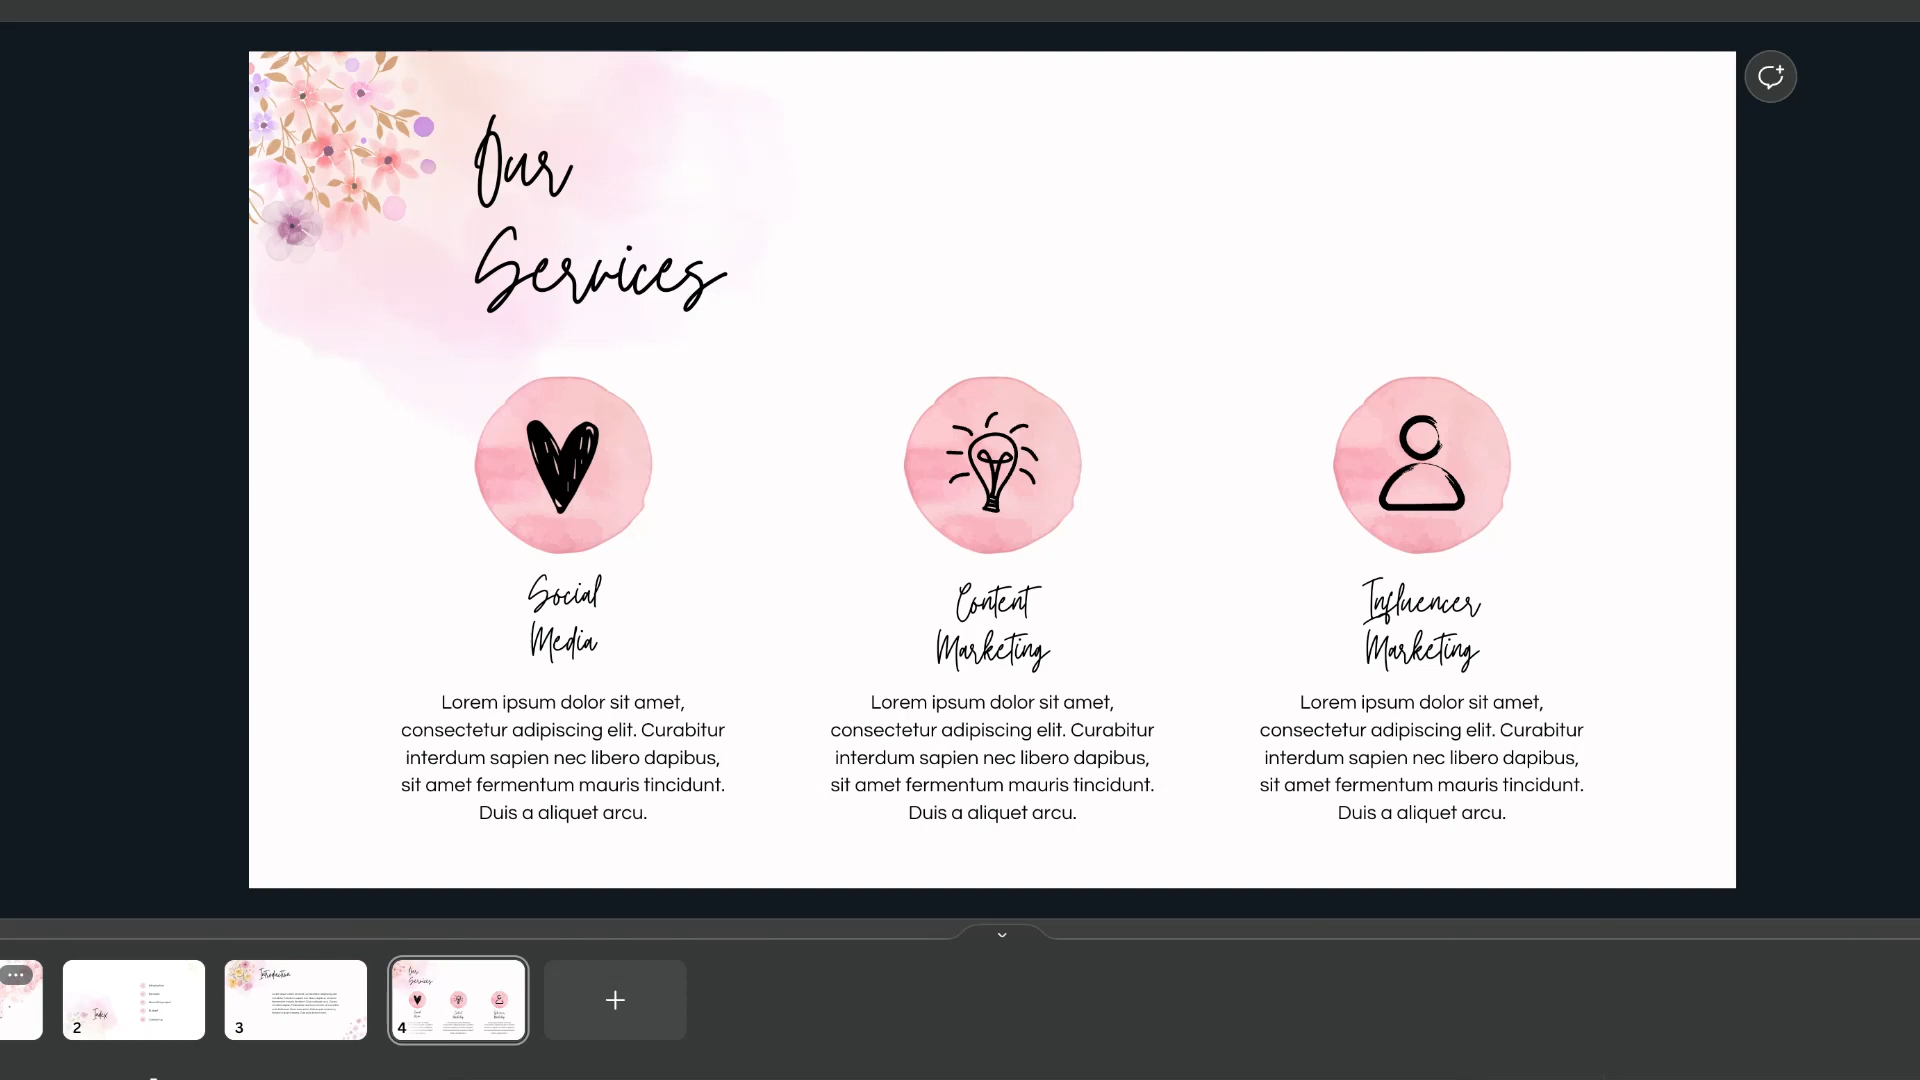 Our
Services
Social
Media
Lorem ipsum dolor sit amet,
consectetur adipiscing elit. Curabitur
interdum sapien nec libero dapibus,
sit amet fermentum mauris tincidunt.
Duis a aliquet arcu.
Content
Marketing
Lorem ipsum dolor sit amet,
consectetur adipiscing elit. Curabitur
interdum sapien nec libero dapibus,
sit amet fermentum mauris tincidunt.
Duis a aliquet arcu.
Influencer
Marketing
Lorem ipsum dolor sit amet,
consectetur adipiscing elit. Curabitur
interdum sapien nec libero dapibus,
sit amet fermentum mauris tincidunt.
Duis a aliquet arcu.
Index
2
Introduction
3
Our
Services
4